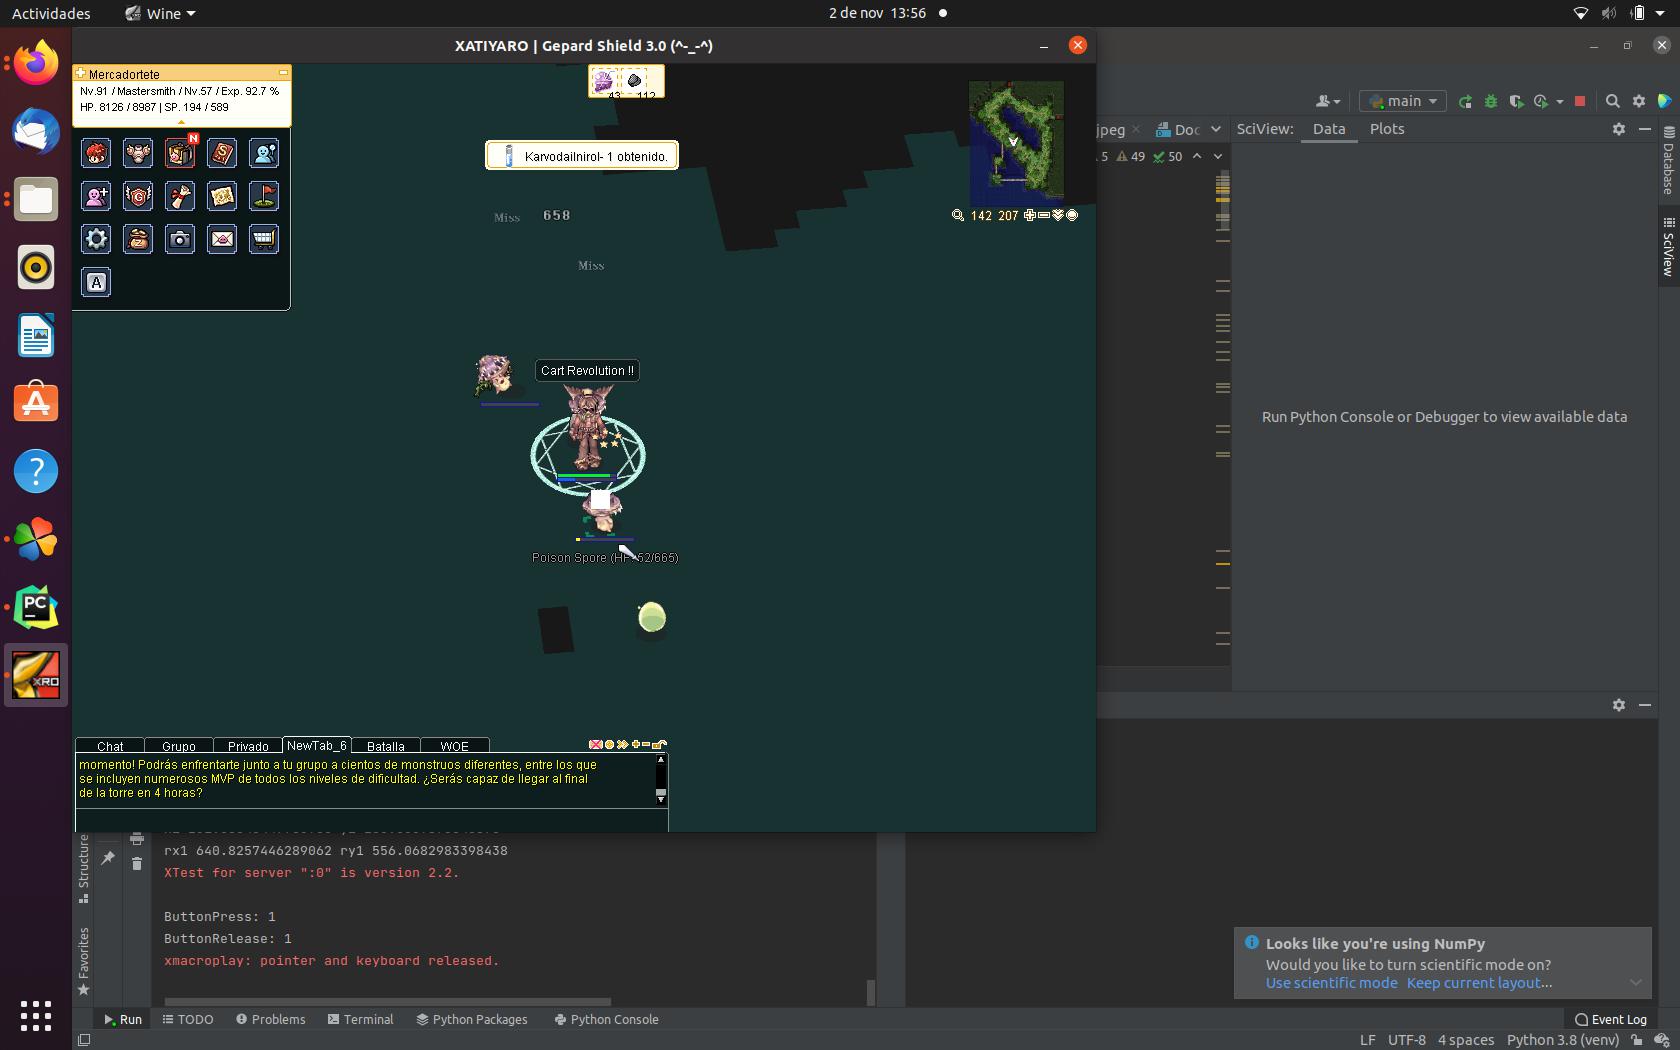 Actividades
Wine
2 de nov 13:56
XATIYARO | Gepard Shield 3.0 (^-_-^)
Mercadortete
Nv.91 / Mastersmith / Nv.57 / Exp. 92.7 %
HP. 8126 / 8987 | SP. 194 / 589
N
A
43 112
Karvodailnirol- 1 obtenido.
Miss 658
Miss
142 207
Cart Revolution !!
Poison Spore (HP: 52/665)
Chat Grupo Privado NewTab_6 Batalla WOE
momento! Podrás enfrentarte junto a tu grupo a cientos de monstruos diferentes, entre los que
se incluyen numerosos MVP de todos los niveles de dificultad. ¿Serás capaz de llegar al final
de la torre en 4 horas?
main
jpeg
Doc
SciView: Data Plots
5 49 50
Database
SciView
Run Python Console or Debugger to view available data
rx1 640.8257446289062 ry1 556.0682983398438
XTest for server ":0" is version 2.2.
ButtonPress: 1
ButtonRelease: 1
xmacroplay: pointer and keyboard released.
Structure
Favorites
Looks like you're using NumPy
Would you like to turn scientific mode on?
Use scientific mode Keep current layout...
Run TODO Problems Terminal Python Packages Python Console
Event Log
LF UTF-8 4 spaces Python 3.8 (venv)
PC
XRO